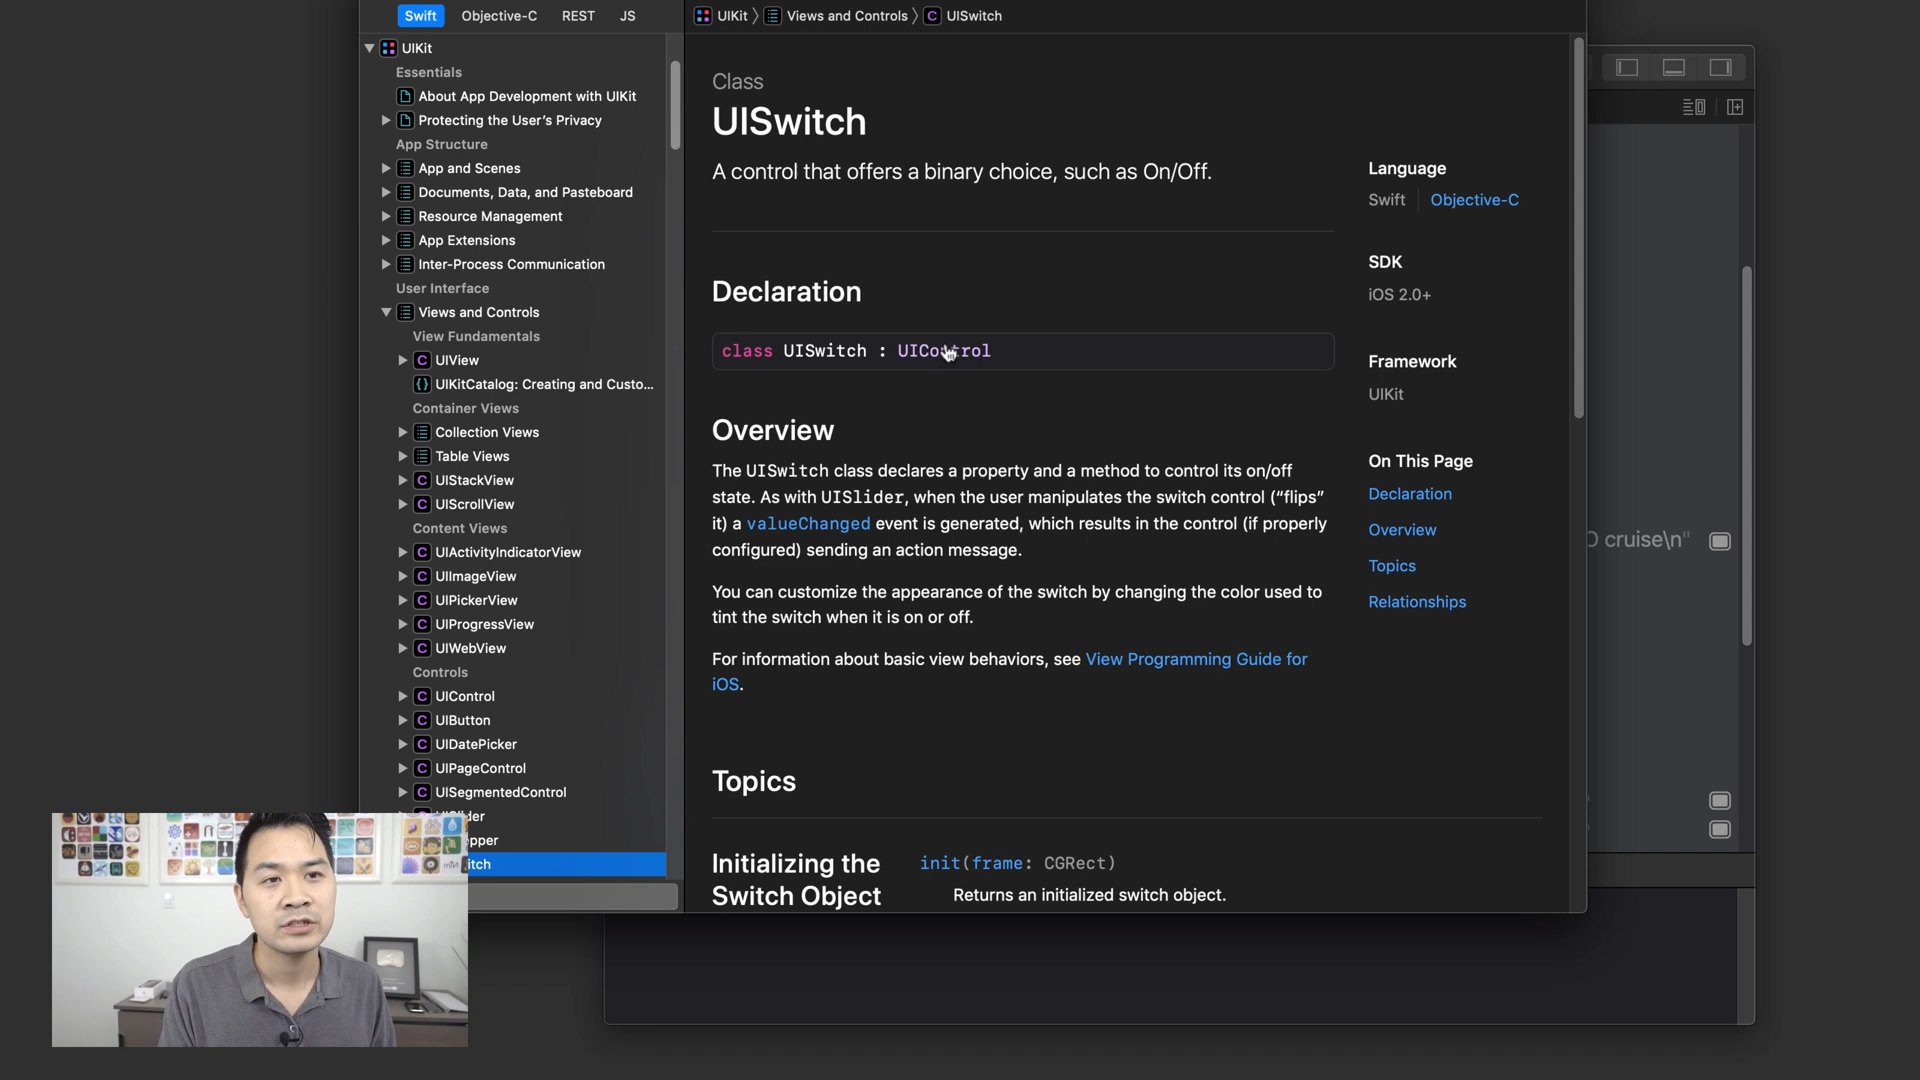 Swift Objective-C REST JS
UIKit Views and Controls UISwitch
UIKit
Essentials
About App Development with UIKit
Protecting the User's Privacy
App Structure
App and Scenes
Documents, Data, and Pasteboard
Resource Management
App Extensions
Inter-Process Communication
User Interface
Views and Controls
View Fundamentals
UIView
UIKitCatalog: Creating and Custo...
Container Views
Collection Views
Table Views
UIStackView
UIScrollView
Content Views
UIActivityIndicatorView
UIImageView
UIPickerView
UIProgressView
UIWebView
Controls
UIControl
UIButton
UIDatePicker
UIPageControl
UISegmentedControl
Class
UISwitch
A control that offers a binary choice, such as On/Off.
Declaration
class UISwitch : UIControl
Overview
The UISwitch class declares a property and a method to control its on/off
state. As with UISlider, when the user manipulates the switch control (“flips”
it) a valueChanged event is generated, which results in the control (if properly
configured) sending an action message.
You can customize the appearance of the switch by changing the color used to
tint the switch when it is on or off.
For information about basic view behaviors, see View Programming Guide for
iOS.
Topics
Initializing the
Switch Object
init(frame: CGRect)
Returns an initialized switch object.
Language
Swift Objective-C
SDK
iOS 2.0+
Framework
UIKit
On This Page
Declaration
Overview
Topics
Relationships
cruise\n"